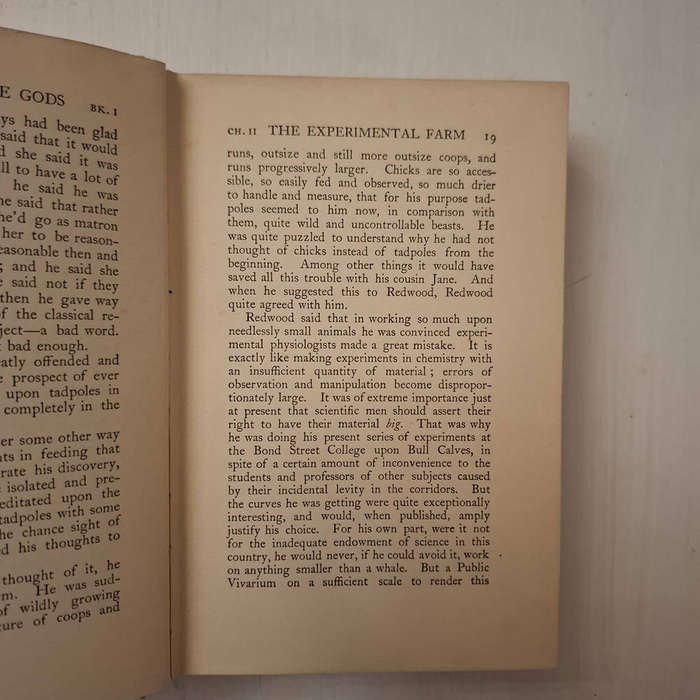 E GODS BK. I
ys had been glad
said that it would
d she said it was
ll to have a lot of
he said he was
he said that rather
he'd go as matron
her to be reason-
easonable then and
; and he said she
said not if they
then he gave way
of the classical re-
ject—a bad word.
bad enough.
atly offended and
prospect of ever
upon tadpoles in
completely in the
er some other way
nts in feeding that
rate his discovery,
isolated and pre-
editated upon the
tadpoles with some
he chance sight of
ed his thoughts to
thought of it, he
m. He was sud-
of wildly growing
ture of coops and
CH. II THE EXPERIMENTAL FARM 19
runs, outsize and still more outsize coops, and
runs progressively larger. Chicks are so acces-
sible, so easily fed and observed, so much drier
to handle and measure, that for his purpose tad-
poles seemed to him now, in comparison with
them, quite wild and uncontrollable beasts. He
was quite puzzled to understand why he had not
thought of chicks instead of tadpoles from the
beginning. Among other things it would have
saved all this trouble with his cousin Jane. And
when he suggested this to Redwood, Redwood
quite agreed with him.
Redwood said that in working so much upon
needlessly small animals he was convinced experi-
mental physiologists made a great mistake. It is
exactly like making experiments in chemistry with
an insufficient quantity of material; errors of
observation and manipulation become dispropor-
tionately large. It was of extreme importance just
at present that scientific men should assert their
right to have their material big. That was why
he was doing his present series of experiments at
the Bond Street College upon Bull Calves, in
spite of a certain amount of inconvenience to the
students and professors of other subjects caused
by their incidental levity in the corridors. But
the curves he was getting were quite exceptionally
interesting, and would, when published, amply
justify his choice. For his own part, were it not
for the inadequate endowment of science in this
country, he would never, if he could avoid it, work
on anything smaller than a whale. But a Public
Vivarium on a sufficient scale to render this